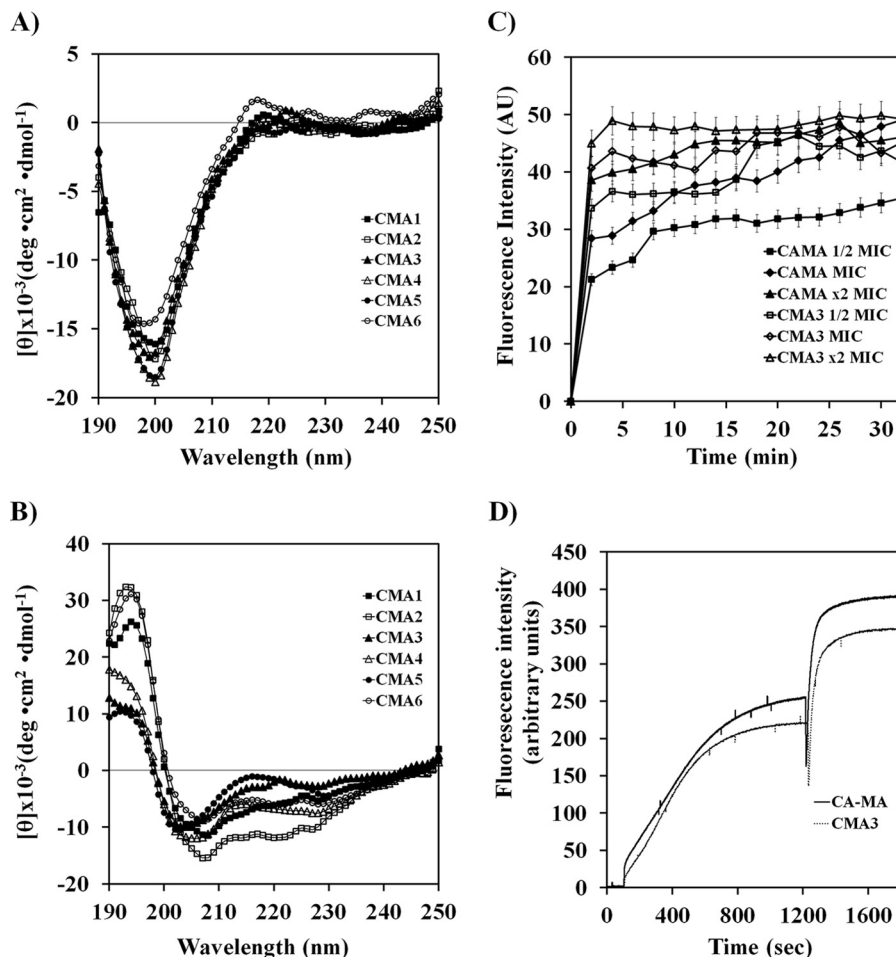 A)
5
0
-5
-10
-15
-20
[θ]x10-3(deg •cm2 •dmol-1)
190 200 210 220 230 240 250
Wavelength (nm)
CMA1
CMA2
CMA3
CMA4
CMA5
CMA6
C)
60
50
40
30
20
10
0
Fluorescence Intensity (AU)
0 5 10 15 20 25 30
Time (min)
CAMA 1/2 MIC
CAMA MIC
CAMA x2 MIC
CMA3 1/2 MIC
CMA3 MIC
CMA3 x2 MIC
B)
40
30
20
10
0
-10
-20
[θ]x10-3(deg •cm2 •dmol-1)
190 200 210 220 230 240 250
Wavelength (nm)
CMA1
CMA2
CMA3
CMA4
CMA5
CMA6
D)
450
400
350
300
250
200
150
100
50
0
Fluoresecence intensity
(arbitrary units)
0 400 800 1200 1600
Time (sec)
CA-MA
CMA3